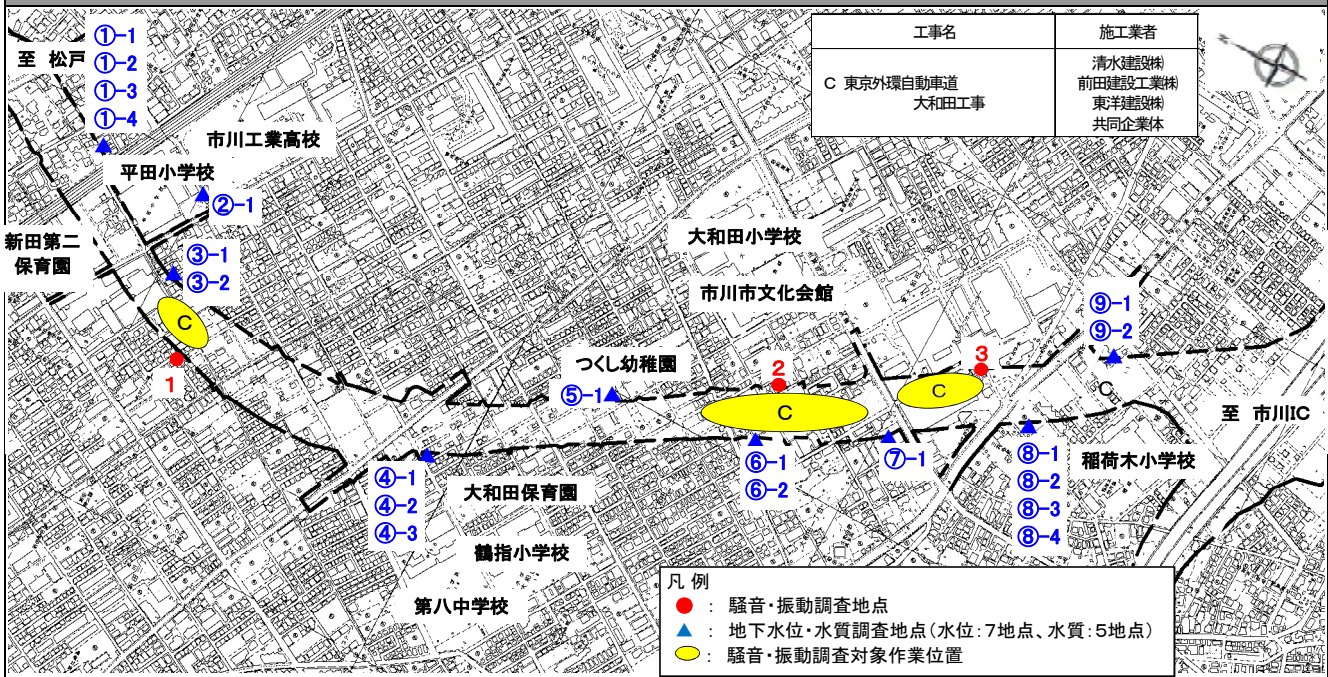 工事名
施工業者
C 東京外環自動車道
大和田工事
清水建設㈱
前田建設工業㈱
東洋建設㈱
共同企業体
至 松戸
①-1
①-2
①-3
①-4
市川工業高校
平田小学校
②-1
新田第二
保育園
③-1
③-2
C
1
大和田小学校
市川市文化会館
つくし幼稚園
⑤-1
2
C
3
C
⑨-1
⑨-2
C
至 市川IC
④-1
④-2
④-3
大和田保育園
鶴指小学校
第八中学校
⑥-1
⑥-2
⑦-1
⑧-1
⑧-2
⑧-3
⑧-4
稲荷木小学校
凡 例
： 騒音・振動調査地点
： 地下水位・水質調査地点（水位：7地点、水質：5地点）
： 騒音・振動調査対象作業位置